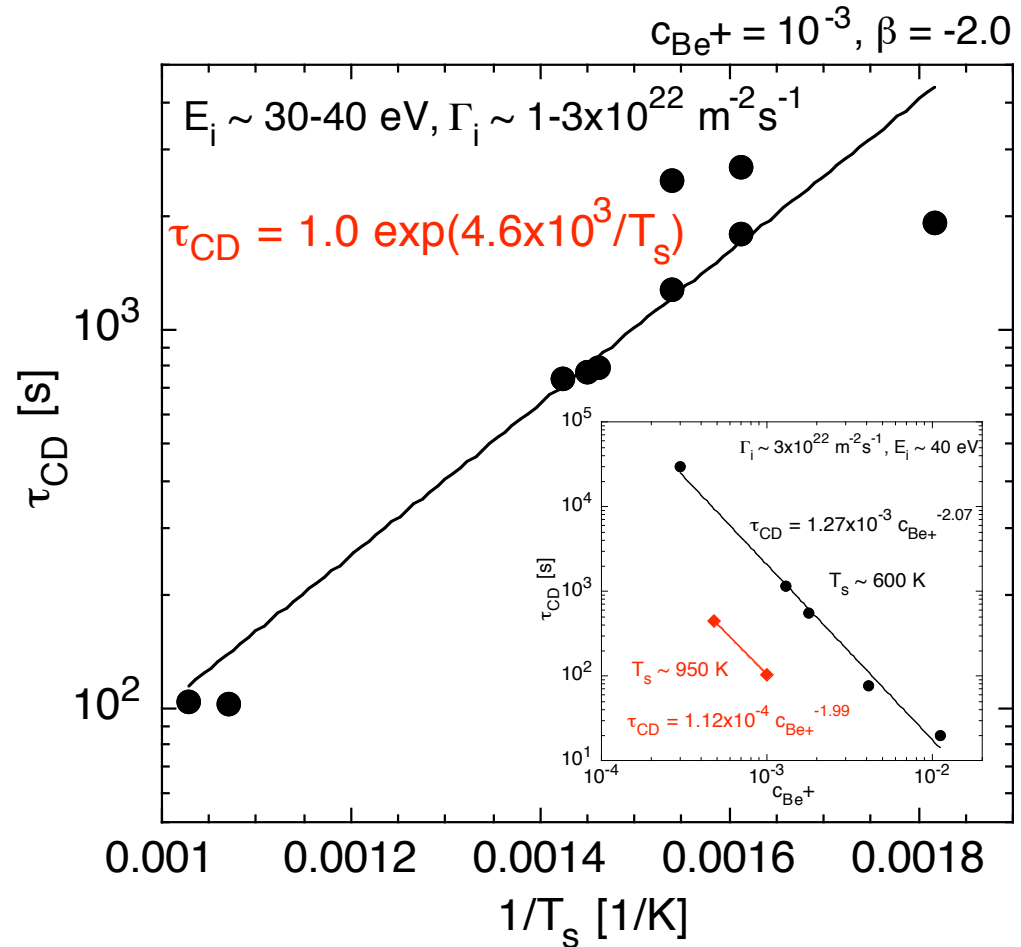 c_Be+ = 10^-3, β = -2.0
E_i ~ 30-40 eV, Γ_i ~ 1-3x10^22 m^-2s^-1
τ_CD = 1.0 exp(4.6x10^3/T_s)
10^3
10^2
τ_CD [s]
0.001
0.0012
0.0014
0.0016
0.0018
1/T_s [1/K]
Γ_i ~ 3x10^22 m^-2s^-1, E_i ~ 40 eV
τ_CD = 1.27x10^-3 c_Be+^-2.07
T_s ~ 600 K
T_s ~ 950 K
τ_CD = 1.12x10^-4 c_Be+^-1.99
10^5
10^4
10^3
10^2
10^1
τ_CD [s]
10^-4
10^-3
10^-2
c_Be+